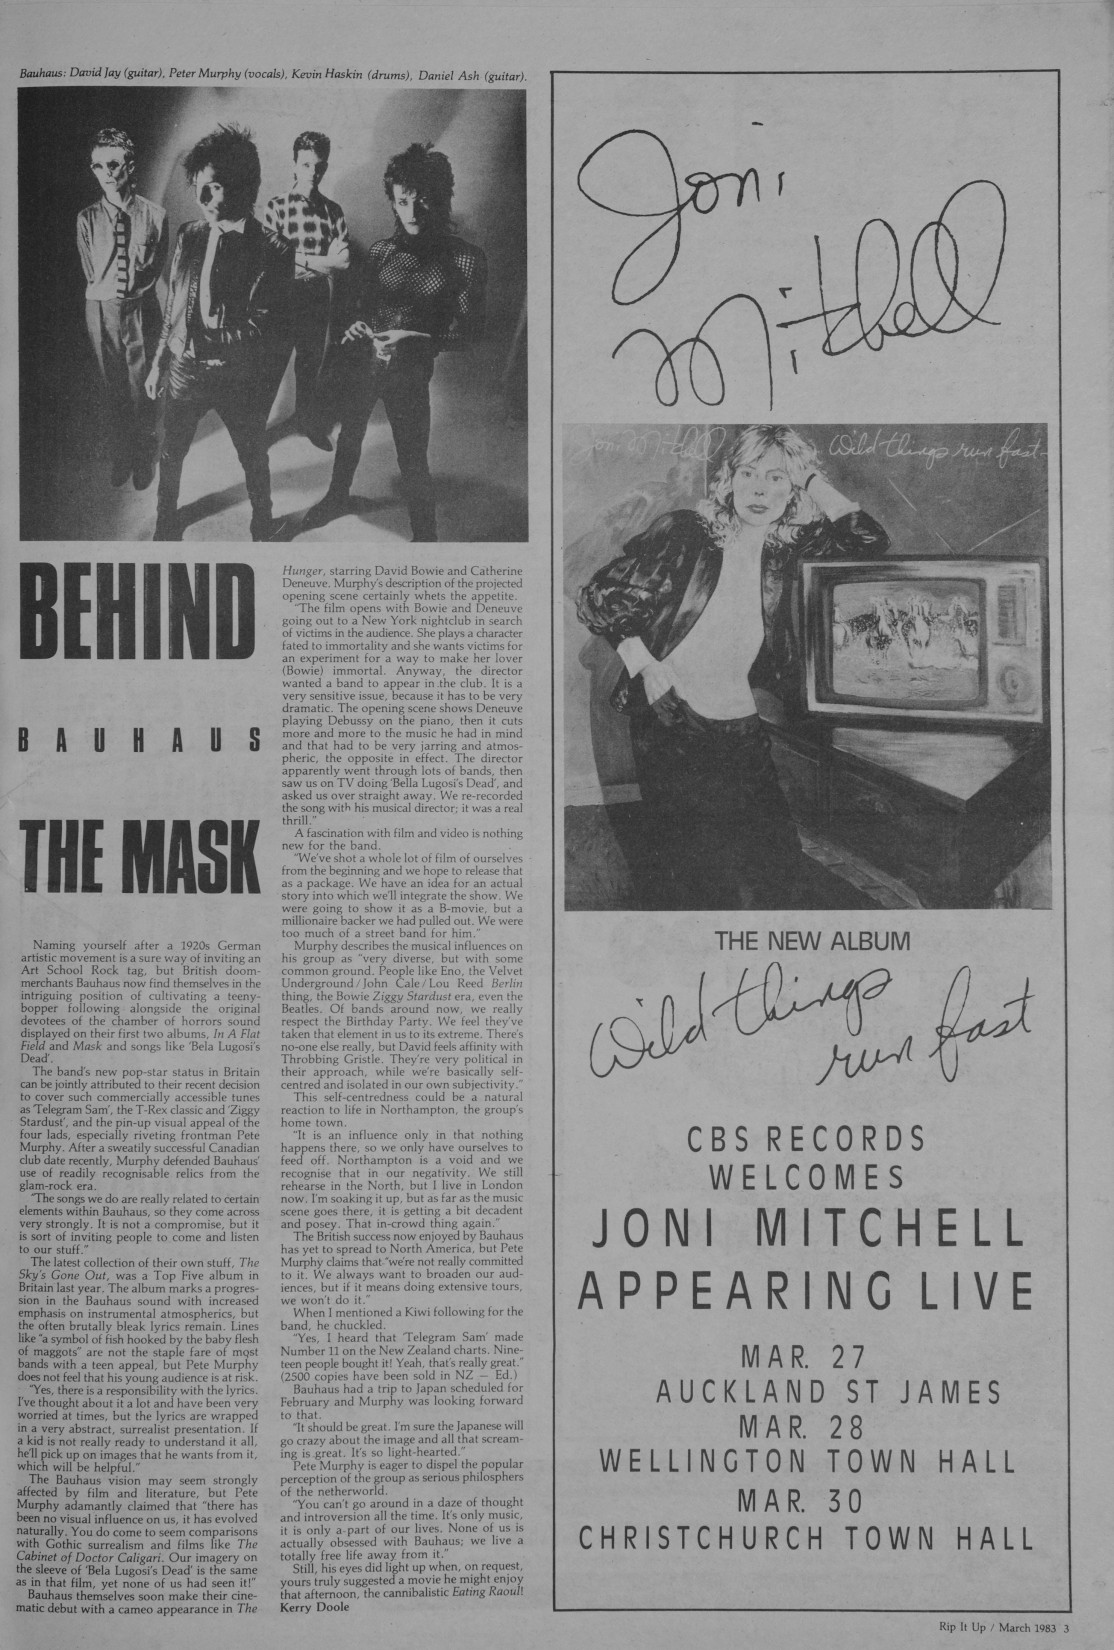 Bauhaus: David Jay (guitar), Peter Murphy (vocals), Kevin Haskin (drums), Daniel Ash (guitar).
BEHIND
BAUHAUS
THE MASK
Naming yourself after a 1920s German
artistic movement is a sure way of inviting an
Art School Rock tag, but British doom-
merchants Bauhaus now find themselves in the
intriguing position of cultivating a teeny-
bopper following alongside the original
devotees of the chamber of horrors sound
displayed on their first two albums, In A Flat
Field and Mask and songs like 'Bela Lugosi's
Dead'.
The band's new pop-star status in Britain
can be jointly attributed to their recent decision
to cover such commercially accessible tunes
as 'Telegram Sam', the T-Rex classic and 'Ziggy
Stardust', and the pin-up visual appeal of the
four lads, especially riveting frontman Pete
Murphy. After a sweatily successful Canadian
club date recently, Murphy defended Bauhaus'
use of readily recognisable relics from the
glam-rock era.
"The songs we do are really related to certain
elements within Bauhaus, so they come across
very strongly. It is not a compromise, but it
is sort of inviting people to come and listen
to our stuff."
The latest collection of their own stuff, The
Sky's Gone Out, was a Top Five album in
Britain last year. The album marks a progres-
sion in the Bauhaus sound with increased
emphasis on instrumental atmospherics, but
the often brutally bleak lyrics remain. Lines
like "a symbol of fish hooked by the baby flesh
of maggots" are not the staple fare of most
bands with a teen appeal, but Pete Murphy
does not feel that his young audience is at risk.
"Yes, there is a responsibility with the lyrics.
I've thought about it a lot and have been very
worried at times, but the lyrics are wrapped
in a very abstract, surrealist presentation. If
a kid is not really ready to understand it all,
he'll pick up on images that he wants from it,
which will be helpful."
The Bauhaus vision may seem strongly
affected by film and literature, but Pete
Murphy adamantly claimed that "there has
been no visual influence on us, it has evolved
naturally. You do come to seem comparisons
with Gothic surrealism and films like The
Cabinet of Doctor Caligari. Our imagery on
the sleeve of 'Bela Lugosi's Dead' is the same
as in that film, yet none of us had seen it!"
Bauhaus themselves soon make their cine-
matic debut with a cameo appearance in The
Hunger, starring David Bowie and Catherine
Deneuve. Murphy's description of the projected
opening scene certainly whets the appetite.
"The film opens with Bowie and Deneuve
going out to a New York nightclub in search
of victims in the audience. She plays a character
fated to immortality and she wants victims for
an experiment for a way to make her lover
(Bowie) immortal. Anyway, the director
wanted a band to appear in the club. It is a
very sensitive issue, because it has to be very
dramatic. The opening scene shows Deneuve
playing Debussy on the piano, then it cuts
more and more to the music he had in mind
and that had to be very jarring and atmos-
pheric, the opposite in effect. The director
apparently went through lots of bands, then
saw us on TV doing 'Bella Lugosi's Dead', and
asked us over straight away. We re-recorded
the song with his musical director; it was a real
thrill."
A fascination with film and video is nothing
new for the band.
"We've shot a whole lot of film of ourselves
from the beginning and we hope to release that
as a package. We have an idea for an actual
story into which we'll integrate the show. We
were going to show it as a B-movie, but a
millionaire backer we had pulled out. We were
too much of a street band for him."
Murphy describes the musical influences on
his group as "very diverse, but with some
common ground. People like Eno, the Velvet
Underground/John Cale/Lou Reed Berlin
thing, the Bowie Ziggy Stardust era, even the
Beatles. Of bands around now, we really
respect the Birthday Party. We feel they've
taken that element in us to its extreme. There's
no-one else really, but David feels affinity with
Throbbing Gristle. They're very political in
their approach, while we're basically self-
centred and isolated in our own subjectivity."
This self-centredness could be a natural
reaction to life in Northampton, the group's
home town.
"It is an influence only in that nothing
happens there, so we only have ourselves to
feed off. Northampton is a void and we
recognise that in our negativity. We still
rehearse in the North, but I live in London
now. I'm soaking it up, but as far as the music
scene goes there, it is getting a bit decadent
and posey. That in-crowd thing again."
The British success now enjoyed by Bauhaus
has yet to spread to North America, but Pete
Murphy claims that "we're not really committed
to it. We always want to broaden our aud-
iences, but if it means doing extensive tours,
we won't do it."
When I mentioned a Kiwi following for the
band, he chuckled.
"Yes, I heard that 'Telegram Sam' made
Number 11 on the New Zealand charts. Nine-
teen people bought it! Yeah, that's really great."
(2500 copies have been sold in NZ — Ed.)
Bauhaus had a trip to Japan scheduled for
February and Murphy was looking forward
to that.
"It should be great. I'm sure the Japanese will
go crazy about the image and all that scream-
ing is great. It's so light-hearted."
Pete Murphy is eager to dispel the popular
perception of the group as serious philosphers
of the netherworld.
"You can't go around in a daze of thought
and introversion all the time. It's only music,
it is only a part of our lives. None of us is
actually obsessed with Bauhaus; we live a
totally free life away from it."
Still, his eyes did light up when, on request,
yours truly suggested a movie he might enjoy
that afternoon, the cannibalistic Eating Raoul!
Kerry Doole
Joni
Mitchell
Joni Mitchell Wild things run fast
THE NEW ALBUM
Wild things
run fast
CBS RECORDS
WELCOMES
JONI MITCHELL
APPEARING LIVE
MAR. 27
AUCKLAND ST JAMES
MAR. 28
WELLINGTON TOWN HALL
MAR. 30
CHRISTCHURCH TOWN HALL
Rip It Up / March 1983 3